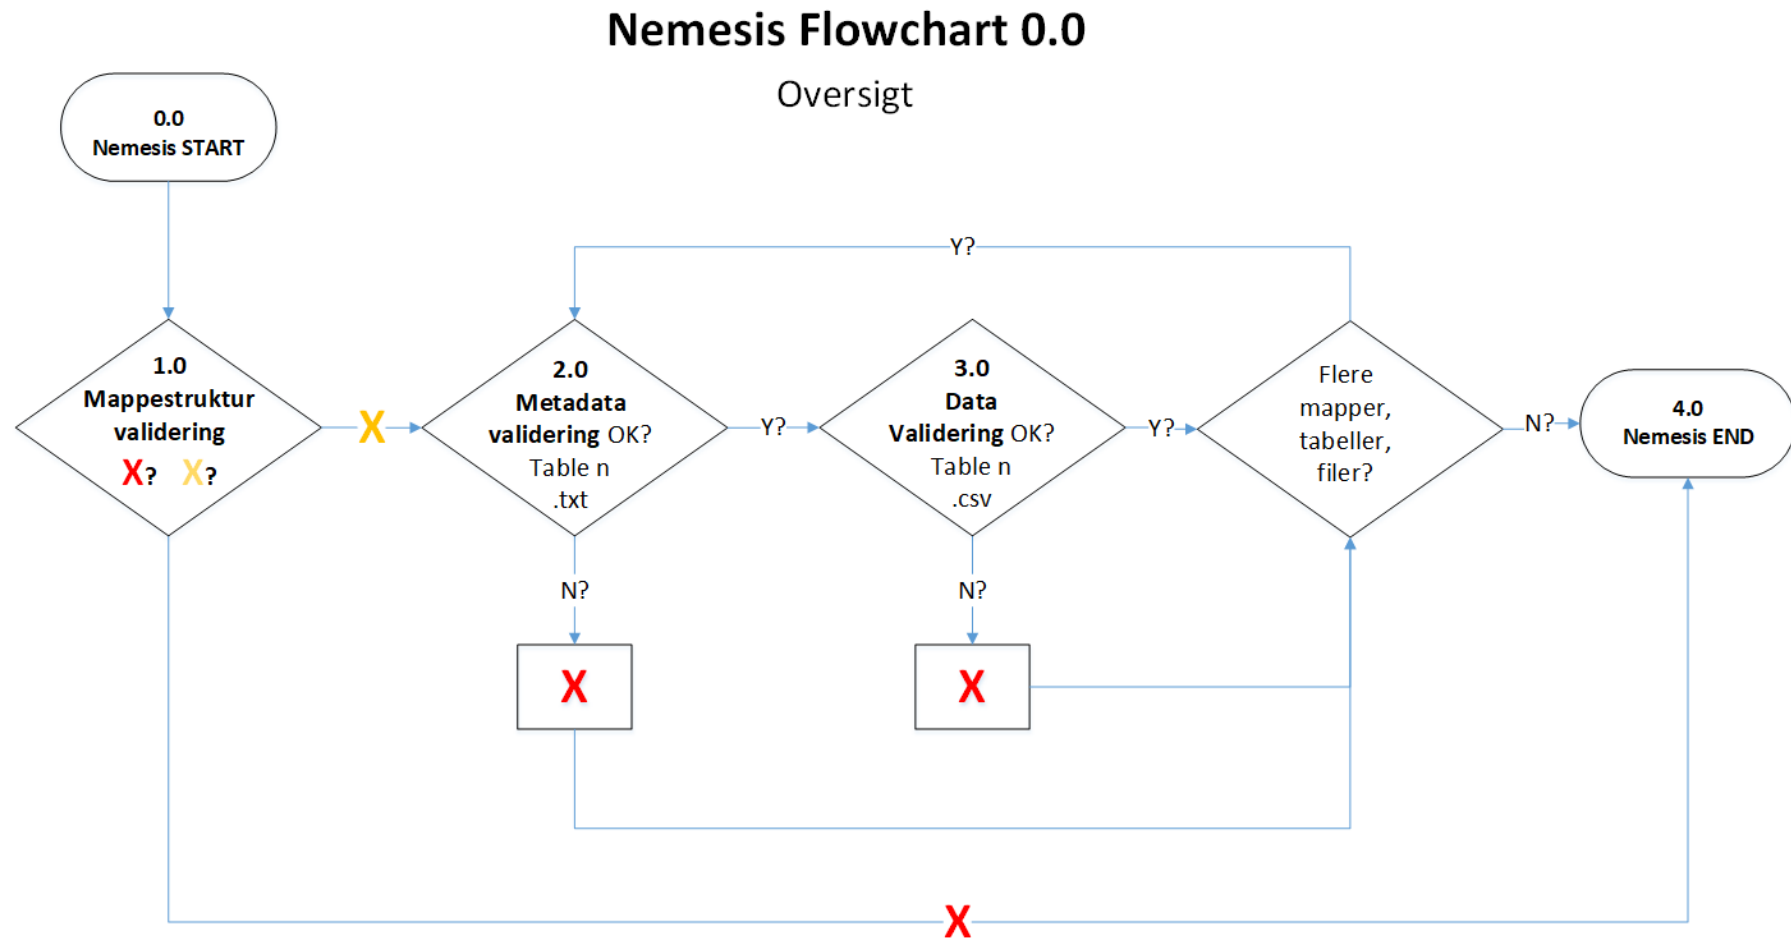 Nemesis Flowchart 0.0
Oversigt
0.0
Nemesis START
Y?
1.0
Mappestruktur
validering
X? X?
X
2.0
Metadata
validering OK?
Table n
.txt
Y?
3.0
Data
Validering OK?
Table n
.csv
Y?
Flere
mapper,
tabeller,
filer?
N?
4.0
Nemesis END
N?
N?
X
X
X